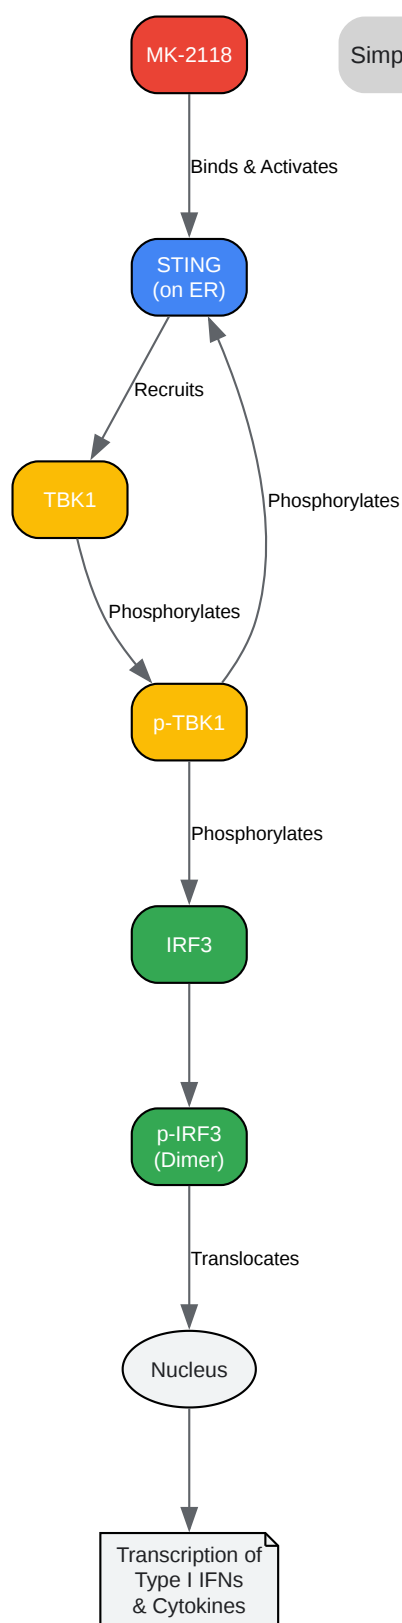 MK-2118
Simp
Binds & Activates
STING
(on ER)
Recruits
TBK1
Phosphorylates
Phosphorylates
p-TBK1
Phosphorylates
IRF3
p-IRF3
(Dimer)
Translocates
Nucleus
Transcription of
Type I IFNs
& Cytokines